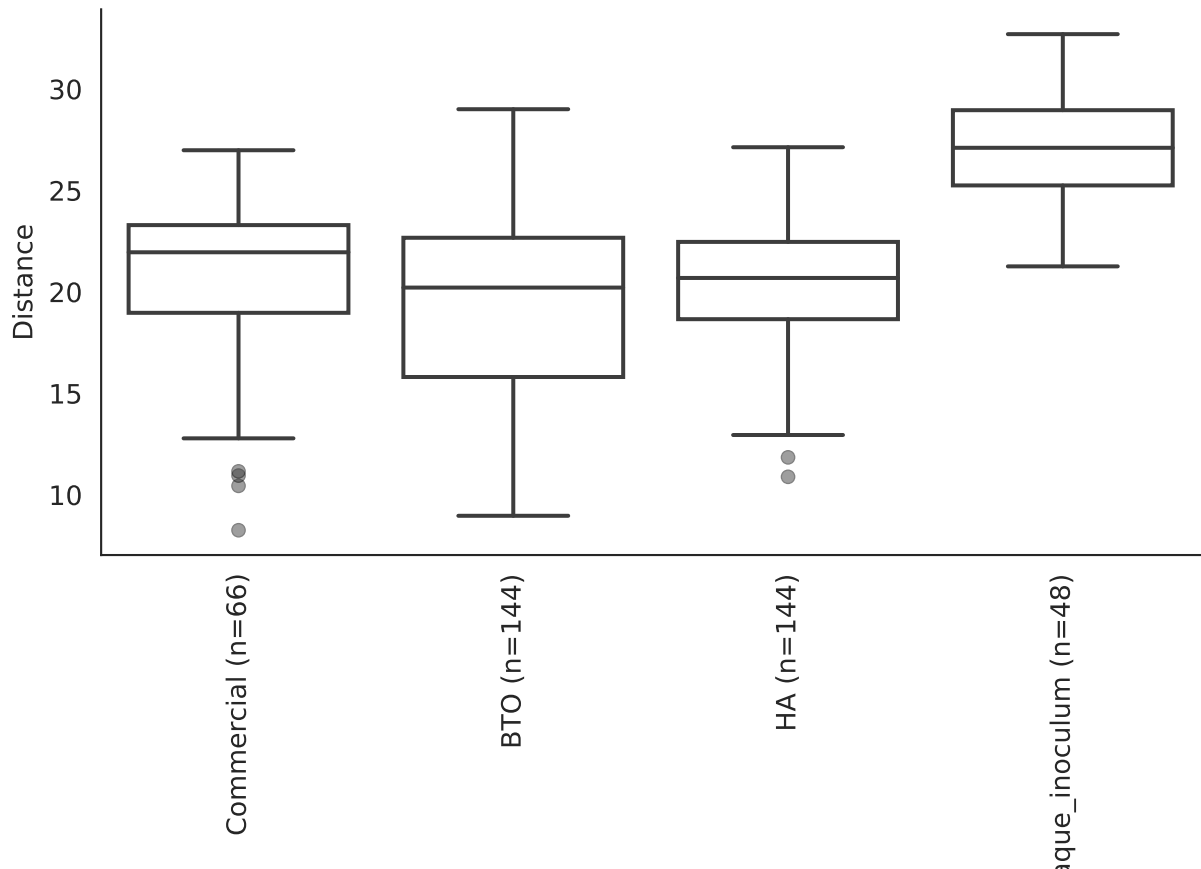 Distance
30
25
20
15
10
Commercial (n=66)
BTO (n=144)
HA (n=144)
aque_inoculum (n=48)